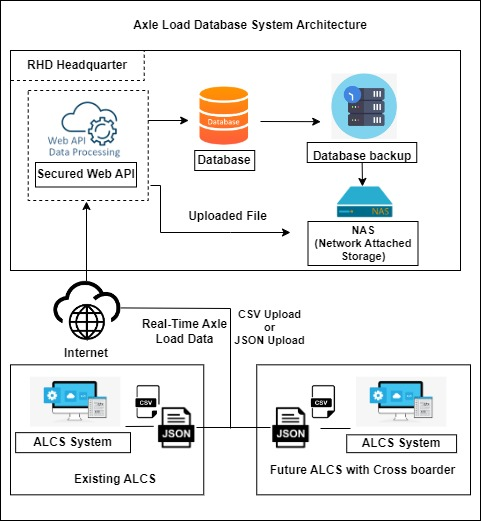 Axle Load Database System Architecture
RHD Headquarter
Web API
Data Processing
Secured Web API
Database
Database
Database backup
Uploaded File
NAS
NAS
(Network Attached
Storage)
Internet
Real-Time Axle
Load Data
CSV Upload
or
JSON Upload
CSV
JSON
ALCS System
Existing ALCS
CSV
JSON
ALCS System
Future ALCS with Cross boarder